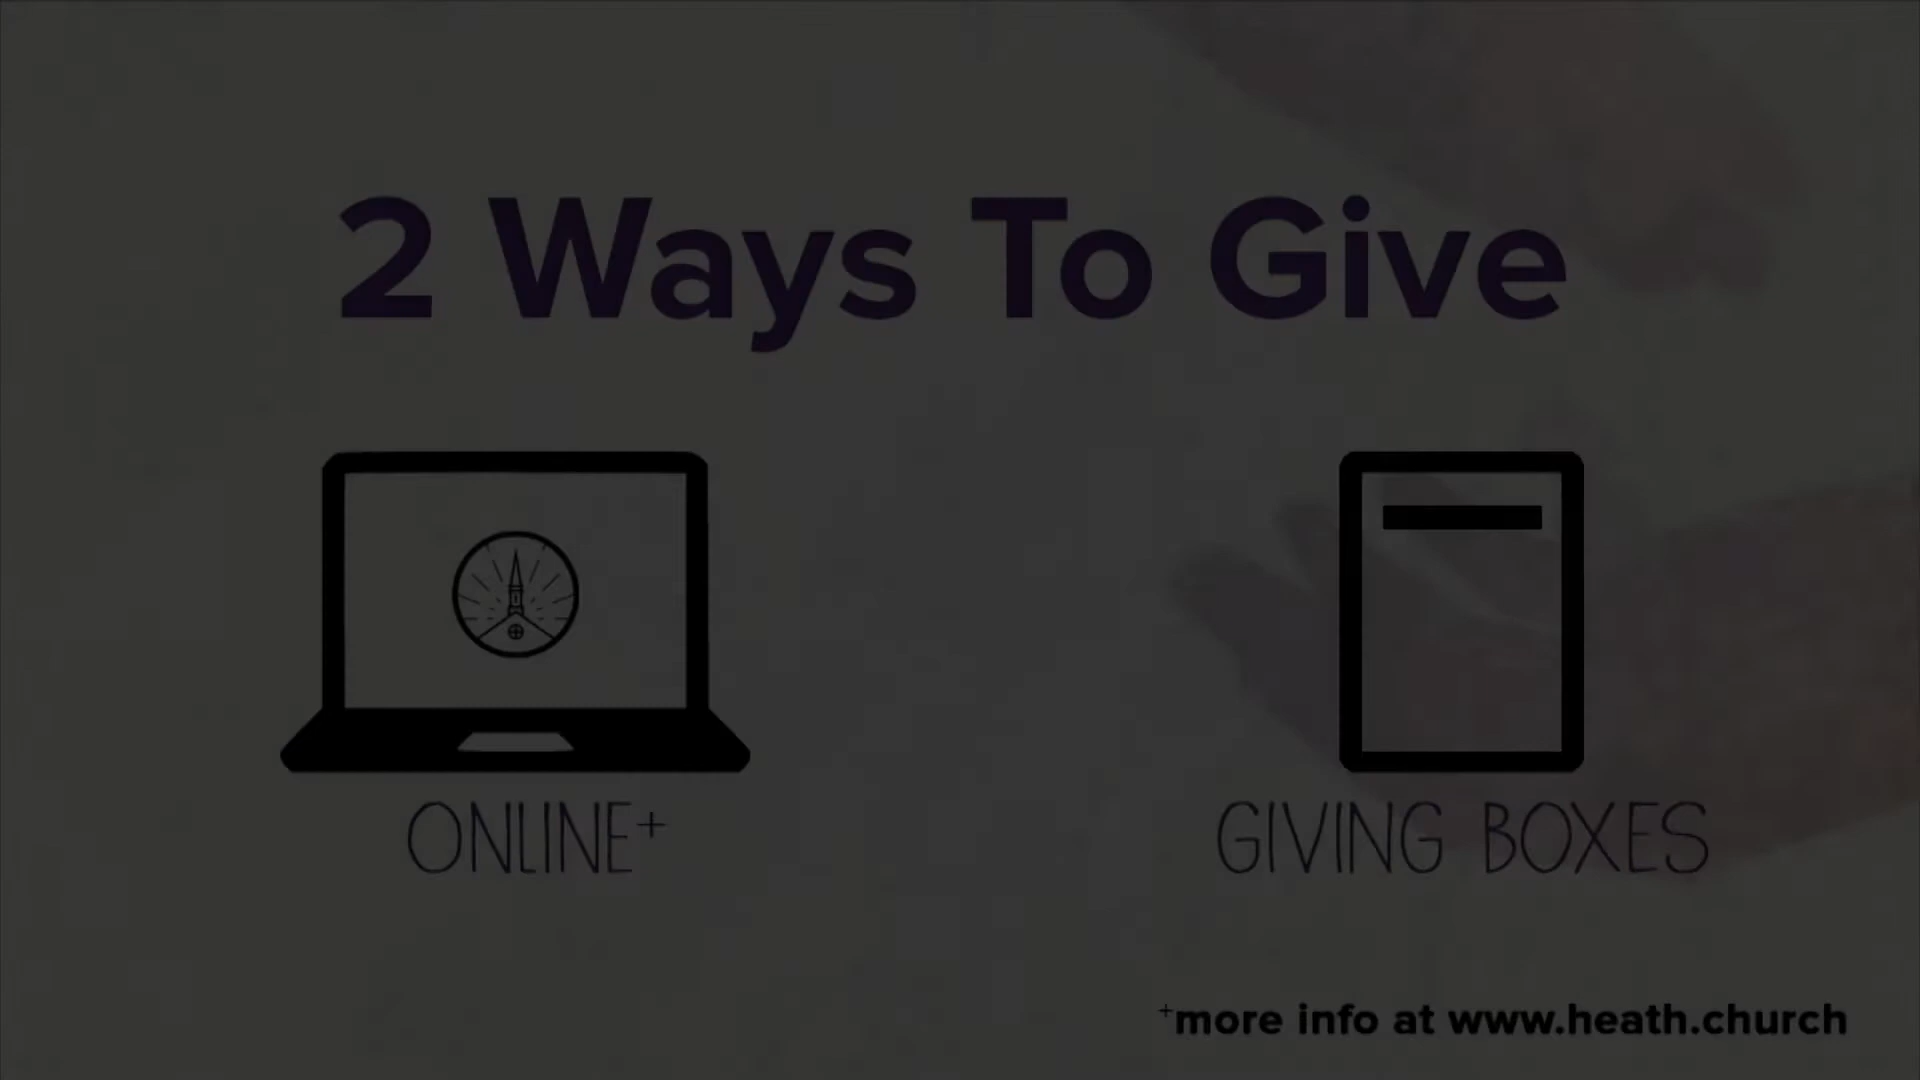 2 Ways To Give
ONLINE+
GIVING BOXES
+more info at www.heath.church